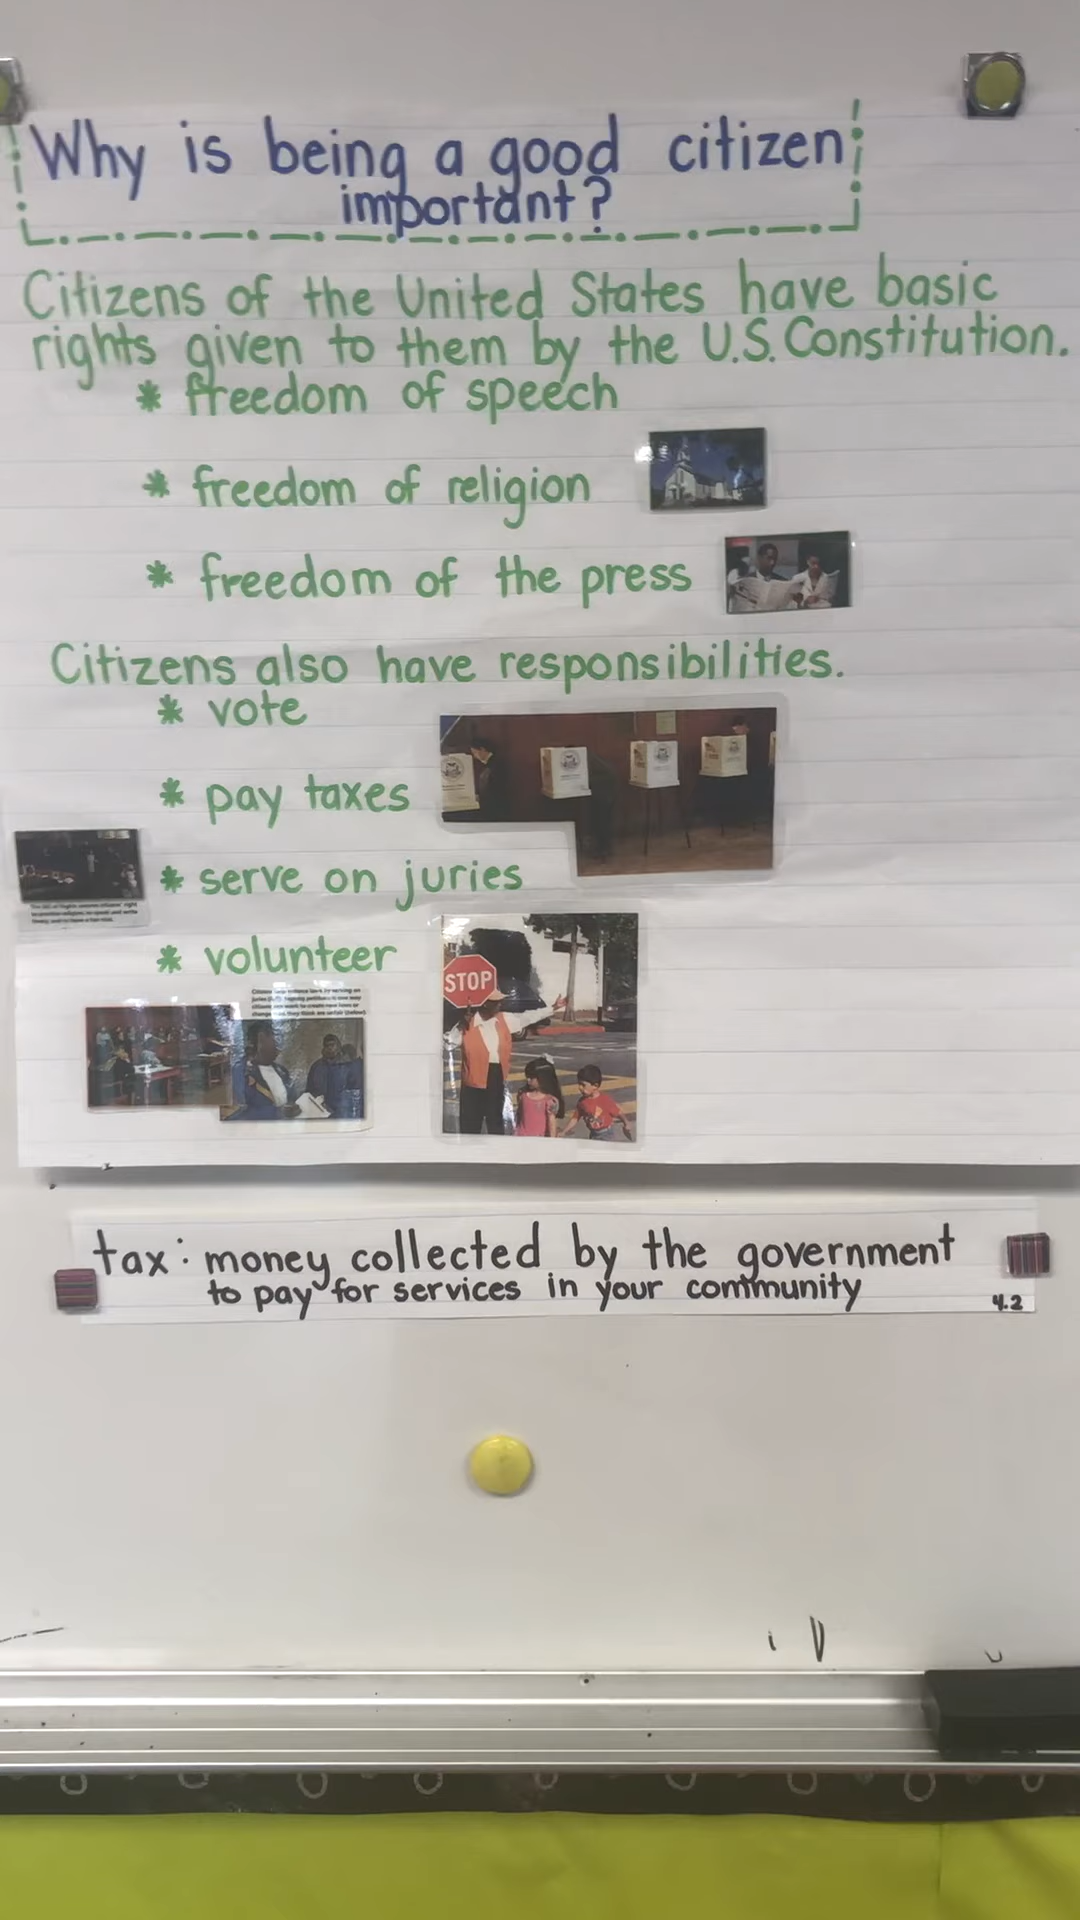 Why is being a good citizen
important?
Citizens of the United States have basic
rights given to them by the U.S. Constitution.
* freedom of speech
* freedom of religion
* freedom of the press
Citizens also have responsibilities.
* vote
* pay taxes
* serve on juries
* volunteer
STOP
tax: money collected by the government
to pay for services in your community
4.2